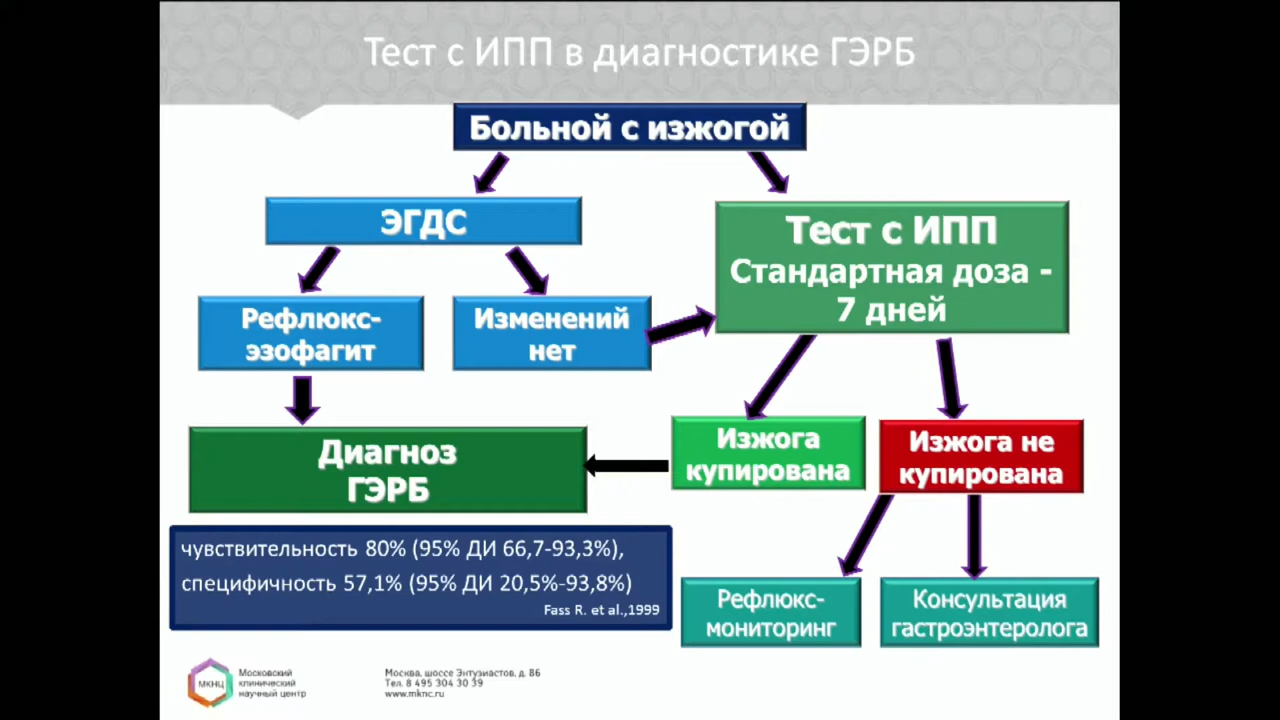 Тест с ИПП в диагностике ГЭРБ
Больной с изжогой
ЭГДС
Тест с ИПП
Стандартная доза -
7 дней
Рефлюкс-
эзофагит
Изменений
нет
Диагноз
ГЭРБ
Изжога
купирована
Изжога не
купирована
чувствительность 80% (95% ДИ 66,7-93,3%),
специфичность 57,1% (95% ДИ 20,5%-93,8%)
Fass R. et al.,1999
Рефлюкс-
мониторинг
Консультация
гастроэнтеролога
МКНЦ
Московский
клинический
научный центр
Москва, шоссе Энтузиастов, д. 86
Тел. 8 495 304 30 39
www.mknc.ru